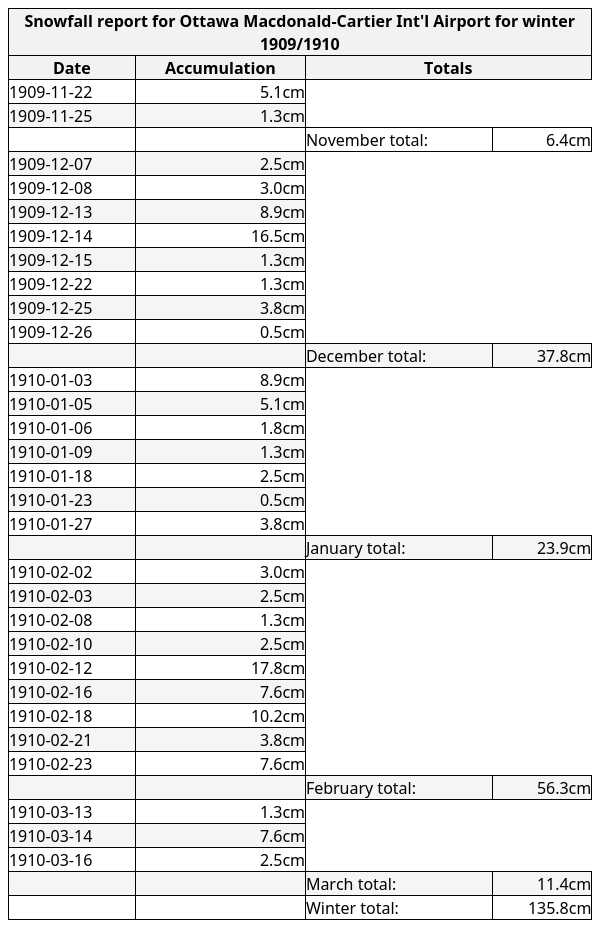 Snowfall report for Ottawa Macdonald-Cartier Int'l Airport for winter
1909/1910
Date Accumulation Totals
1909-11-22 5.1cm
1909-11-25 1.3cm
November total: 6.4cm
1909-12-07 2.5cm
1909-12-08 3.0cm
1909-12-13 8.9cm
1909-12-14 16.5cm
1909-12-15 1.3cm
1909-12-22 1.3cm
1909-12-25 3.8cm
1909-12-26 0.5cm
December total: 37.8cm
1910-01-03 8.9cm
1910-01-05 5.1cm
1910-01-06 1.8cm
1910-01-09 1.3cm
1910-01-18 2.5cm
1910-01-23 0.5cm
1910-01-27 3.8cm
January total: 23.9cm
1910-02-02 3.0cm
1910-02-03 2.5cm
1910-02-08 1.3cm
1910-02-10 2.5cm
1910-02-12 17.8cm
1910-02-16 7.6cm
1910-02-18 10.2cm
1910-02-21 3.8cm
1910-02-23 7.6cm
February total: 56.3cm
1910-03-13 1.3cm
1910-03-14 7.6cm
1910-03-16 2.5cm
March total: 11.4cm
Winter total: 135.8cm